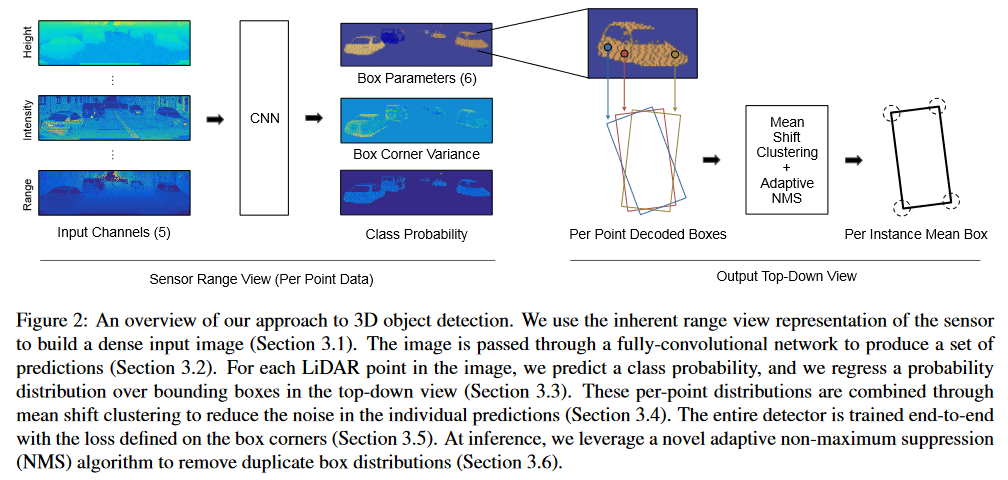 Height
Intensity
Range
Input Channels (5)
CNN
Box Parameters (6)
Box Corner Variance
Class Probability
Sensor Range View (Per Point Data)
Per Point Decoded Boxes
Mean
Shift
Clustering
+
Adaptive
NMS
Per Instance Mean Box
Output Top-Down View
Figure 2: An overview of our approach to 3D object detection. We use the inherent range view representation of the sensor
to build a dense input image (Section 3.1). The image is passed through a fully-convolutional network to produce a set of
predictions (Section 3.2). For each LiDAR point in the image, we predict a class probability, and we regress a probability
distribution over bounding boxes in the top-down view (Section 3.3). These per-point distributions are combined through
mean shift clustering to reduce the noise in the individual predictions (Section 3.4). The entire detector is trained end-to-end
with the loss defined on the box corners (Section 3.5). At inference, we leverage a novel adaptive non-maximum suppression
(NMS) algorithm to remove duplicate box distributions (Section 3.6).